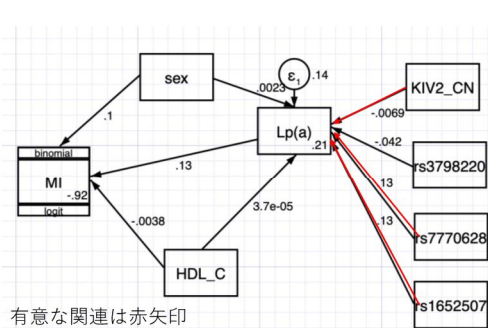 sex
ε1 .14
.0023
KIV2_CN
-.0069
.1
Lp(a)
.21
-.042
rs3798220
binomial
MI
-.92
logit
.13
.13
rs7770628
.13
-.0038
3.7e-05
HDL_C
rs1652507
有意な関連は赤矢印